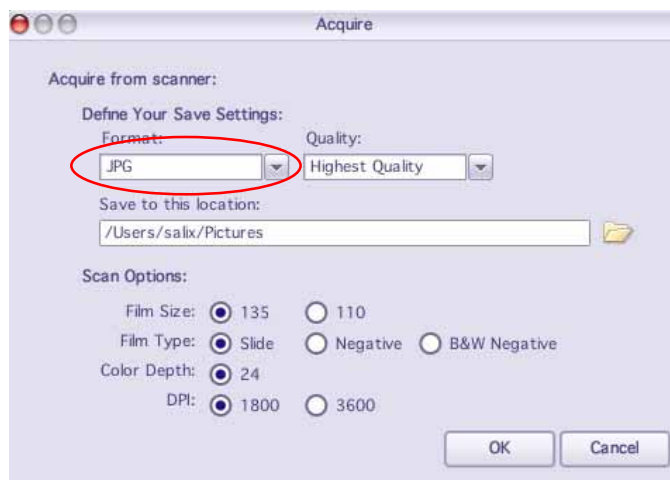 Acquire
Acquire from scanner:
Define Your Save Settings:
Format: Quality:
JPG Highest Quality
Save to this location:
/Users/salix/Pictures
Scan Options:
Film Size: 135 110
Film Type: Slide Negative B&W Negative
Color Depth: 24
DPI: 1800 3600
OK Cancel